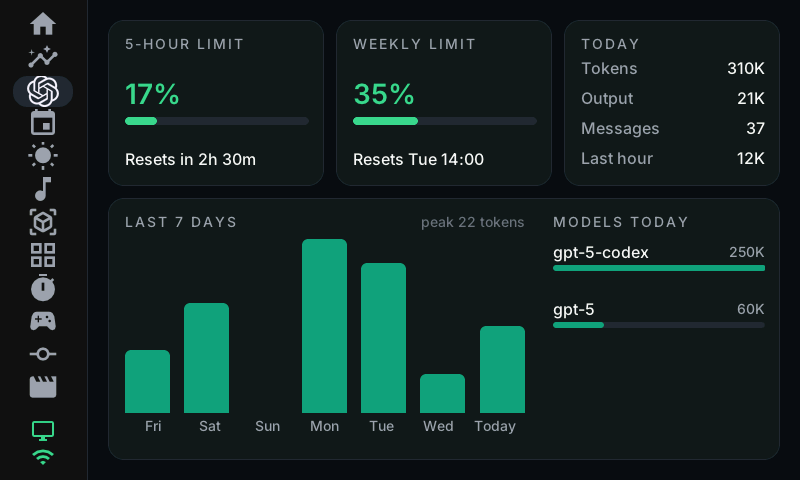 5-HOUR LIMIT
17%
Resets in 2h 30m
WEEKLY LIMIT
35%
Resets Tue 14:00
TODAY
Tokens 310K
Output 21K
Messages 37
Last hour 12K
LAST 7 DAYS peak 22 tokens
Fri Sat Sun Mon Tue Wed Today
MODELS TODAY
gpt-5-codex 250K
gpt-5 60K